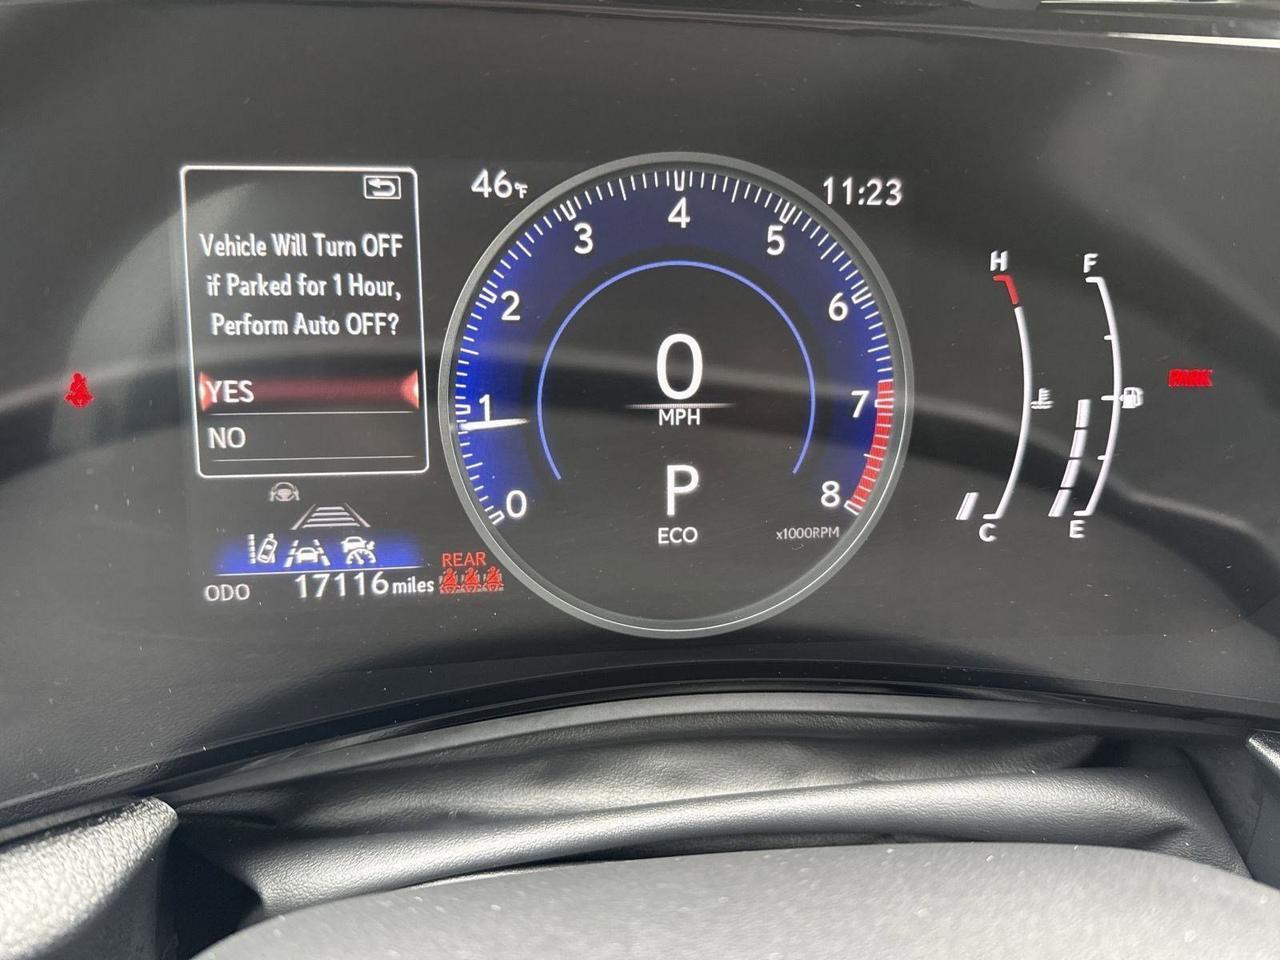 46°F
11:23
Vehicle Will Turn OFF
if Parked for 1 Hour,
Perform Auto OFF?
YES
NO
0
1
2
3
4
5
6
7
8
0
MPH
P
ECO
x1000RPM
H
C
F
E
PARK
REAR
ODO 17116 miles